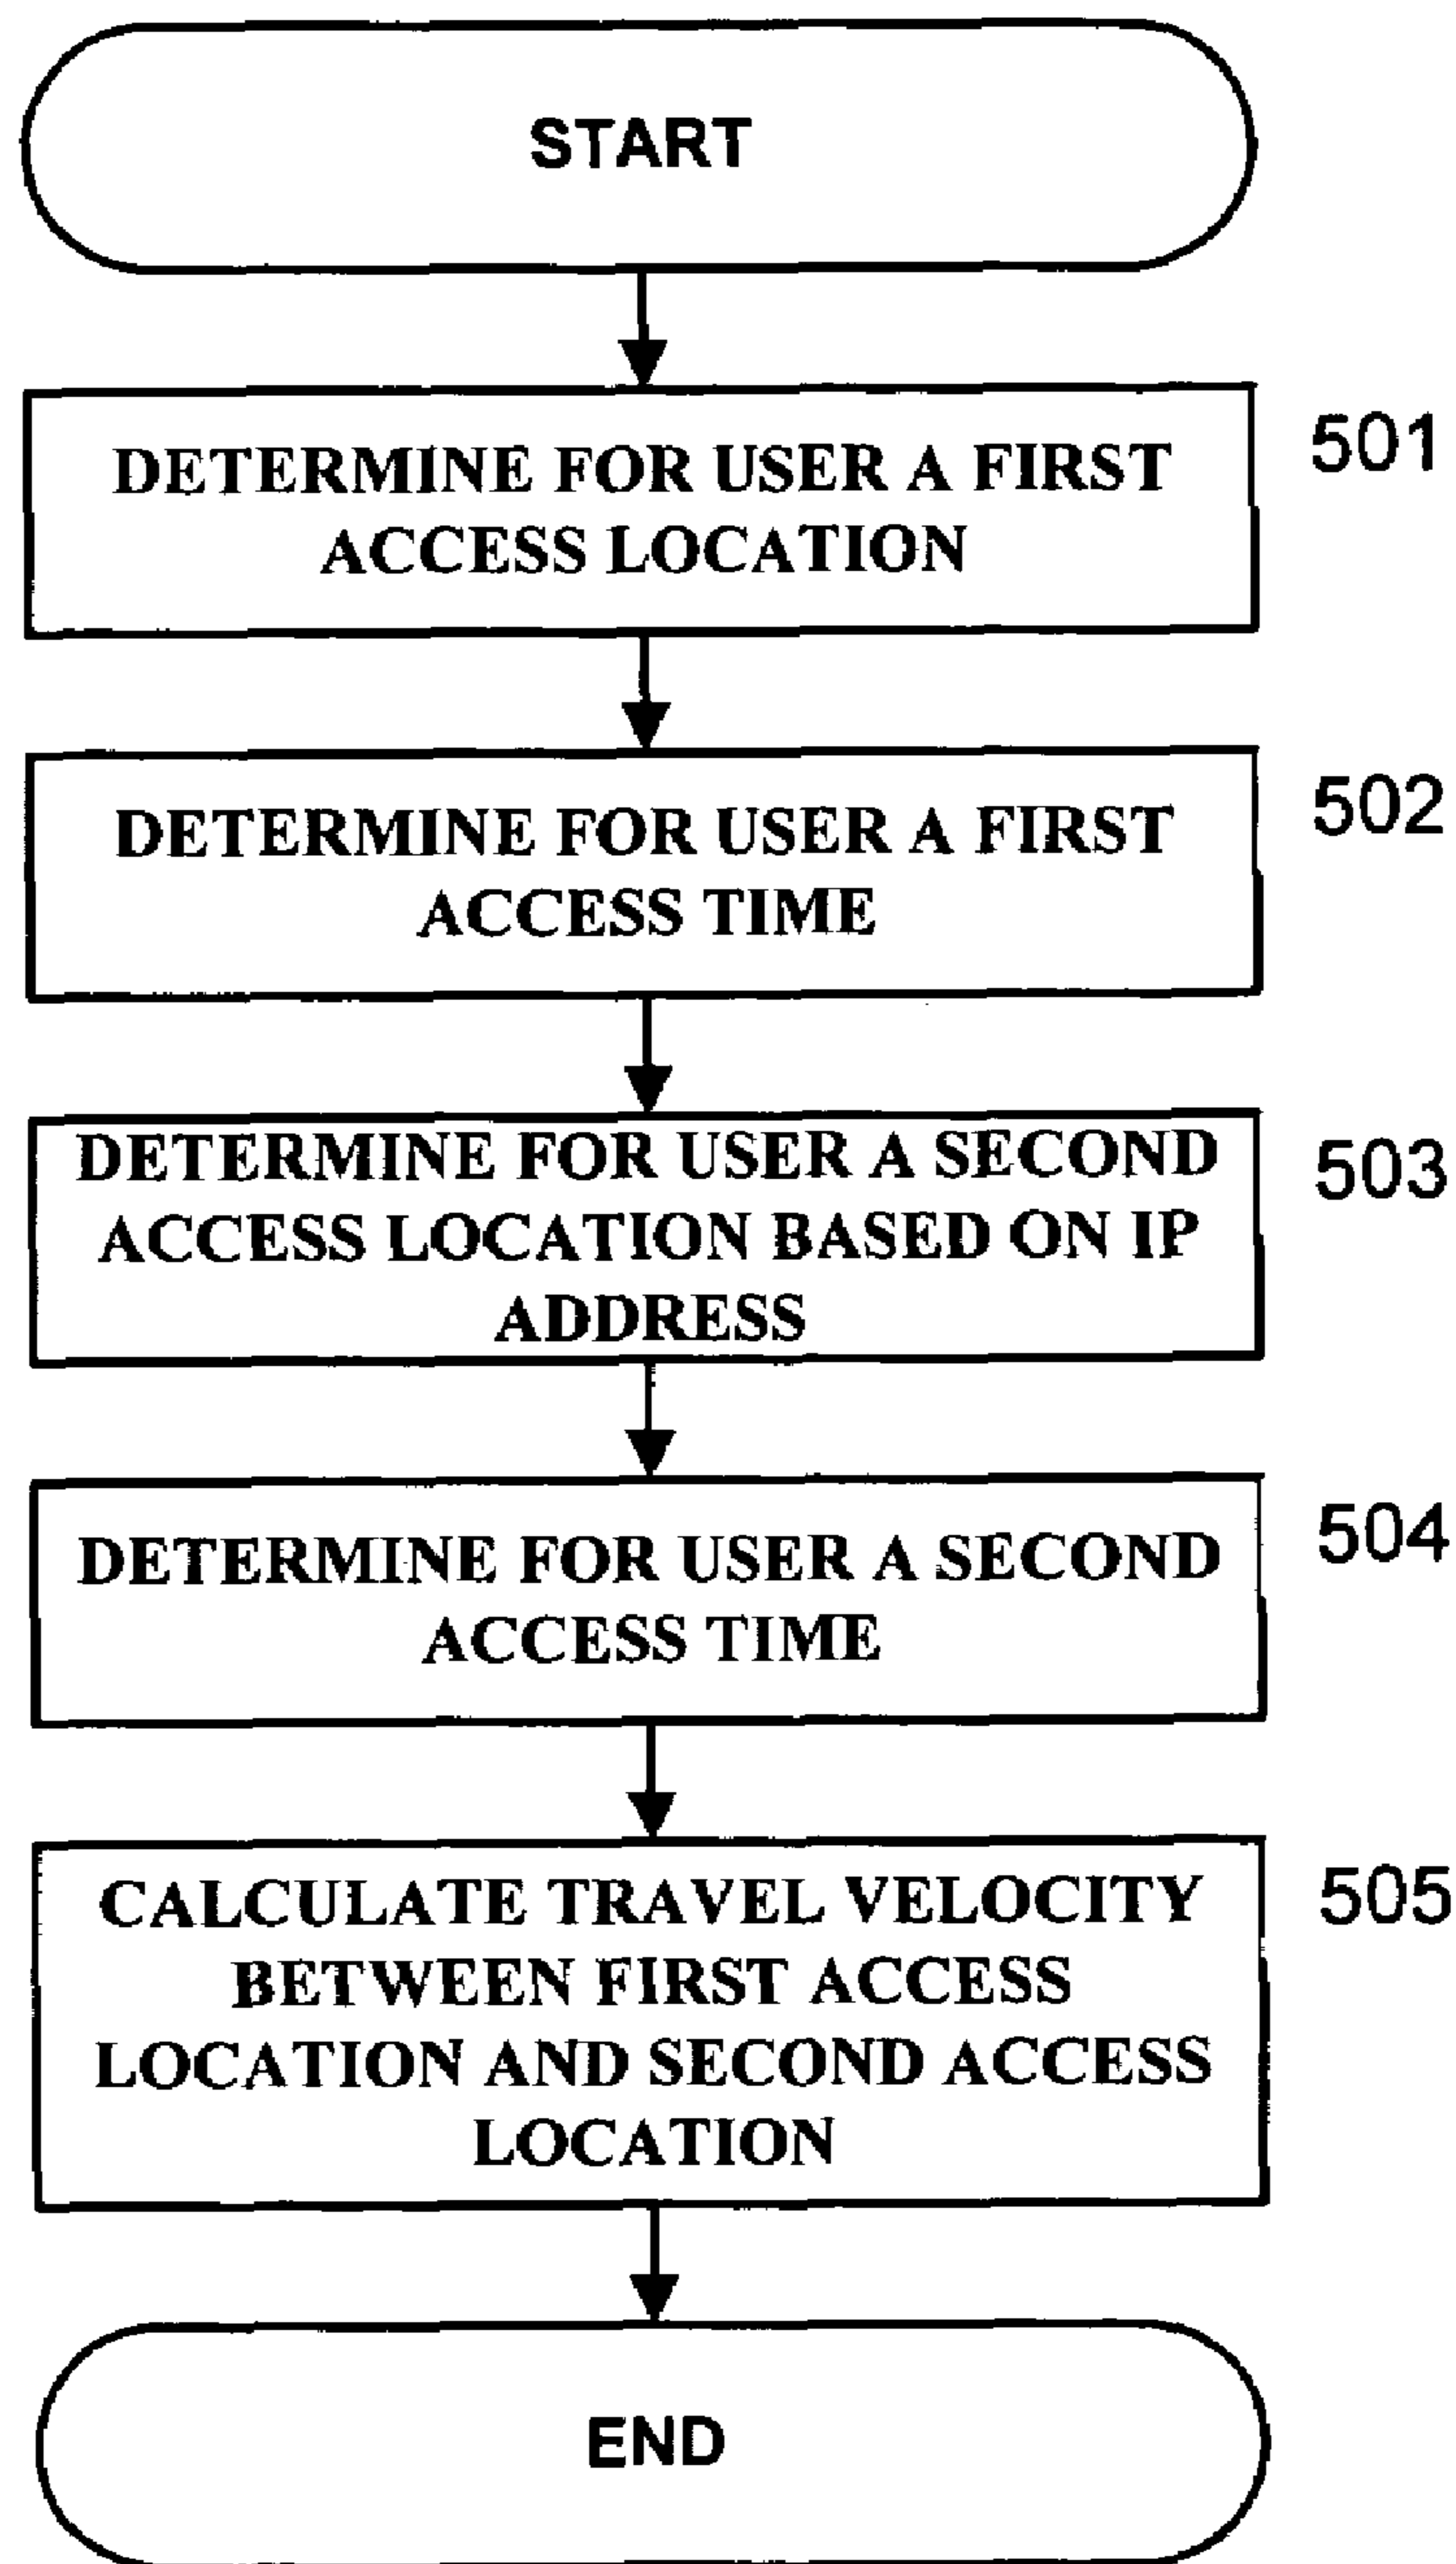 START
DETERMINE FOR USER A FIRST
ACCESS LOCATION
501
DETERMINE FOR USER A FIRST
ACCESS TIME
502
DETERMINE FOR USER A SECOND
ACCESS LOCATION BASED ON IP
ADDRESS
503
DETERMINE FOR USER A SECOND
ACCESS TIME
504
CALCULATE TRAVEL VELOCITY
BETWEEN FIRST ACCESS
LOCATION AND SECOND ACCESS
LOCATION
505
END